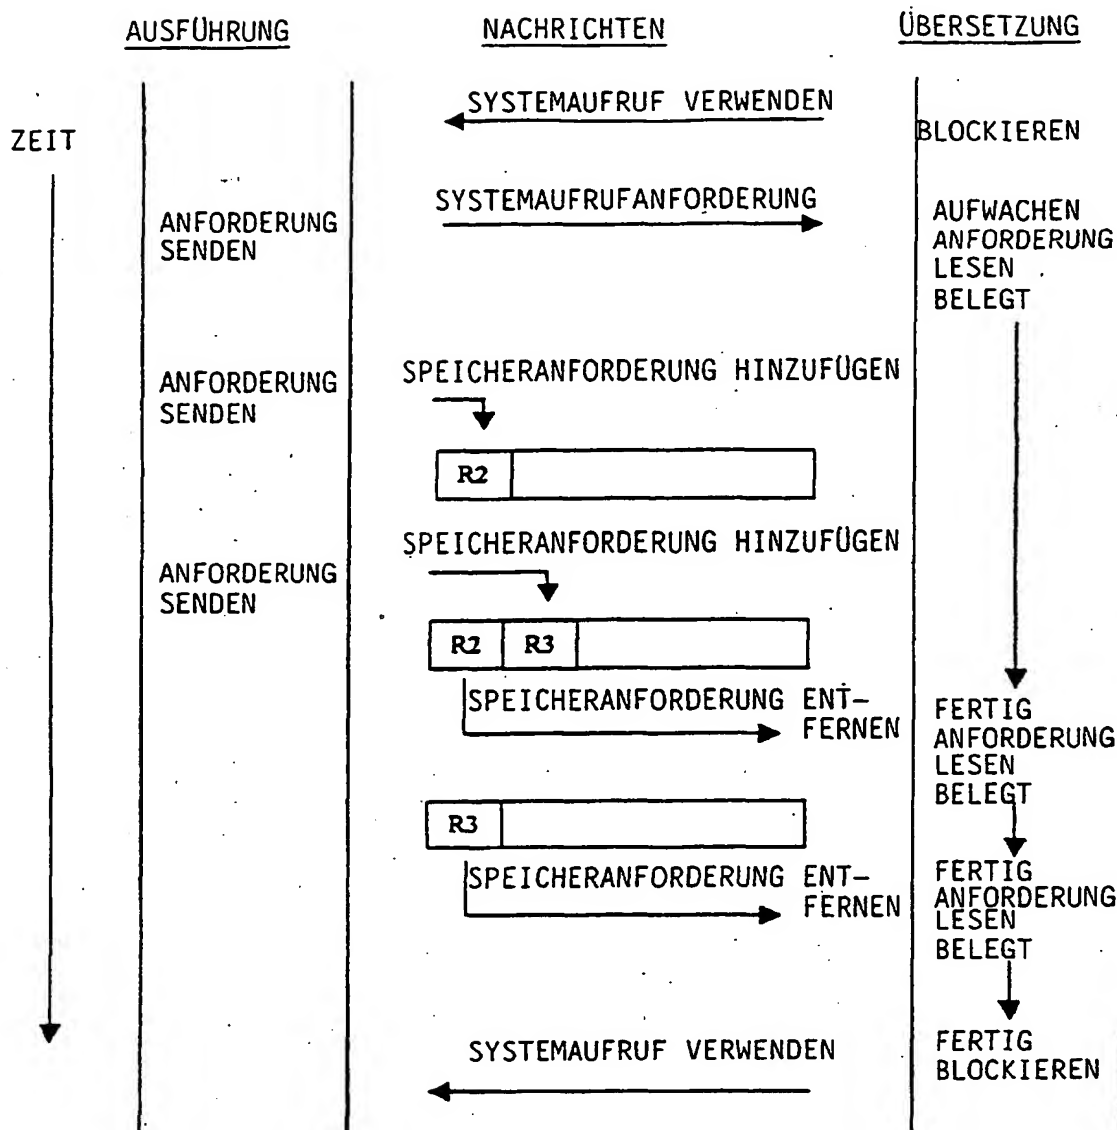 AUSFÜHRUNG
NACHRICHTEN
ÜBERSETZUNG
ZEIT
SYSTEMAUFRUF VERWENDEN
BLOCKIEREN
ANFORDERUNG
SENDEN
SYSTEMAUFRUFANFORDERUNG
AUFWACHEN
ANFORDERUNG
LESEN
BELEGT
ANFORDERUNG
SENDEN
SPEICHERANFORDERUNG HINZUFÜGEN
R2
ANFORDERUNG
SENDEN
SPEICHERANFORDERUNG HINZUFÜGEN
R2 R3
SPEICHERANFORDERUNG ENT-
FERNEN
FERTIG
ANFORDERUNG
LESEN
BELEGT
R3
SPEICHERANFORDERUNG ENT-
FERNEN
FERTIG
ANFORDERUNG
LESEN
BELEGT
SYSTEMAUFRUF VERWENDEN
FERTIG
BLOCKIEREN